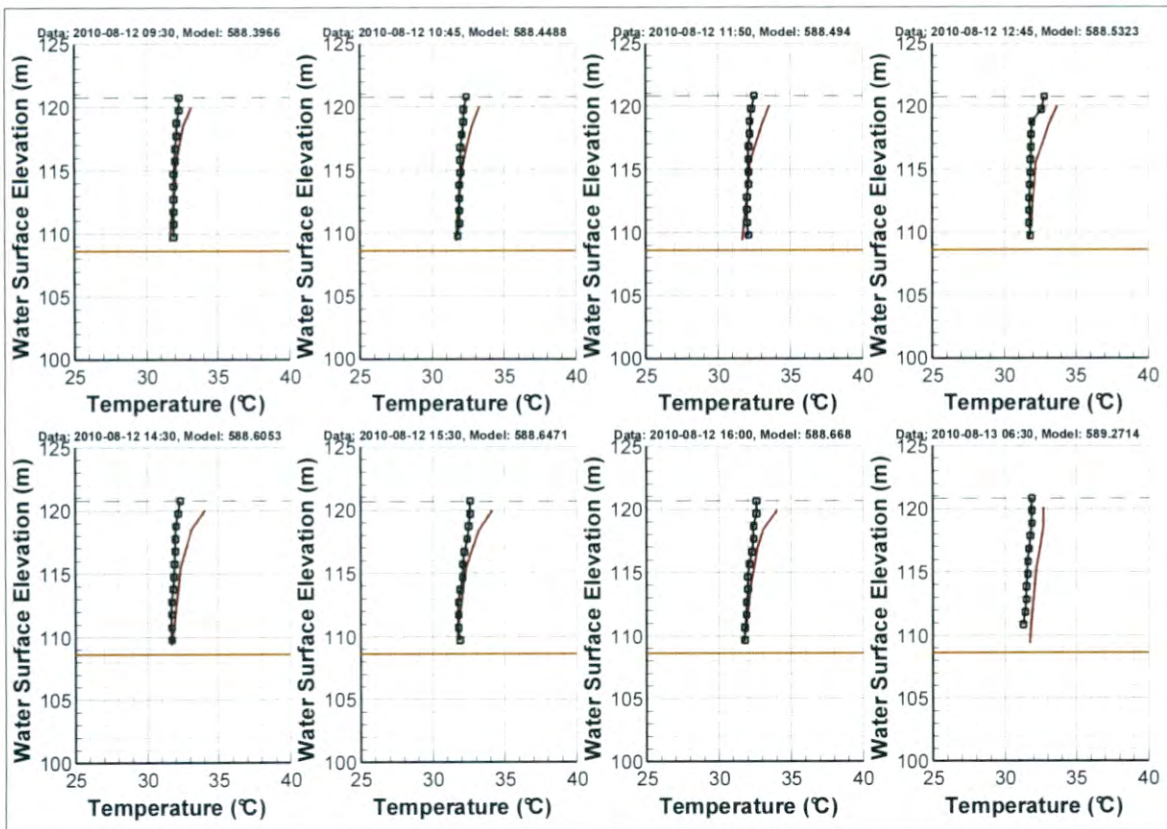 Data: 2010-08-12 09:30, Model: 588.3966
Data: 2010-08-12 10:45, Model: 588.4488
Data: 2010-08-12 11:50, Model: 588.494
Data: 2010-08-12 12:45, Model: 588.5323
Water Surface Elevation (m)
125
120
115
110
105
100
25 30 35 40
Temperature (°C)
Water Surface Elevation (m)
125
120
115
110
105
100
25 30 35 40
Temperature (°C)
Water Surface Elevation (m)
125
120
115
110
105
100
25 30 35 40
Temperature (°C)
Water Surface Elevation (m)
125
120
115
110
105
100
25 30 35 40
Temperature (°C)
Data: 2010-08-12 14:30, Model: 588.6053
Data: 2010-08-12 15:30, Model: 588.6471
Data: 2010-08-12 16:00, Model: 588.668
Data: 2010-08-13 06:30, Model: 589.2714
Water Surface Elevation (m)
125
120
115
110
105
100
25 30 35 40
Temperature (°C)
Water Surface Elevation (m)
125
120
115
110
105
100
25 30 35 40
Temperature (°C)
Water Surface Elevation (m)
125
120
115
110
105
100
25 30 35 40
Temperature (°C)
Water Surface Elevation (m)
125
120
115
110
105
100
25 30 35 40
Temperature (°C)